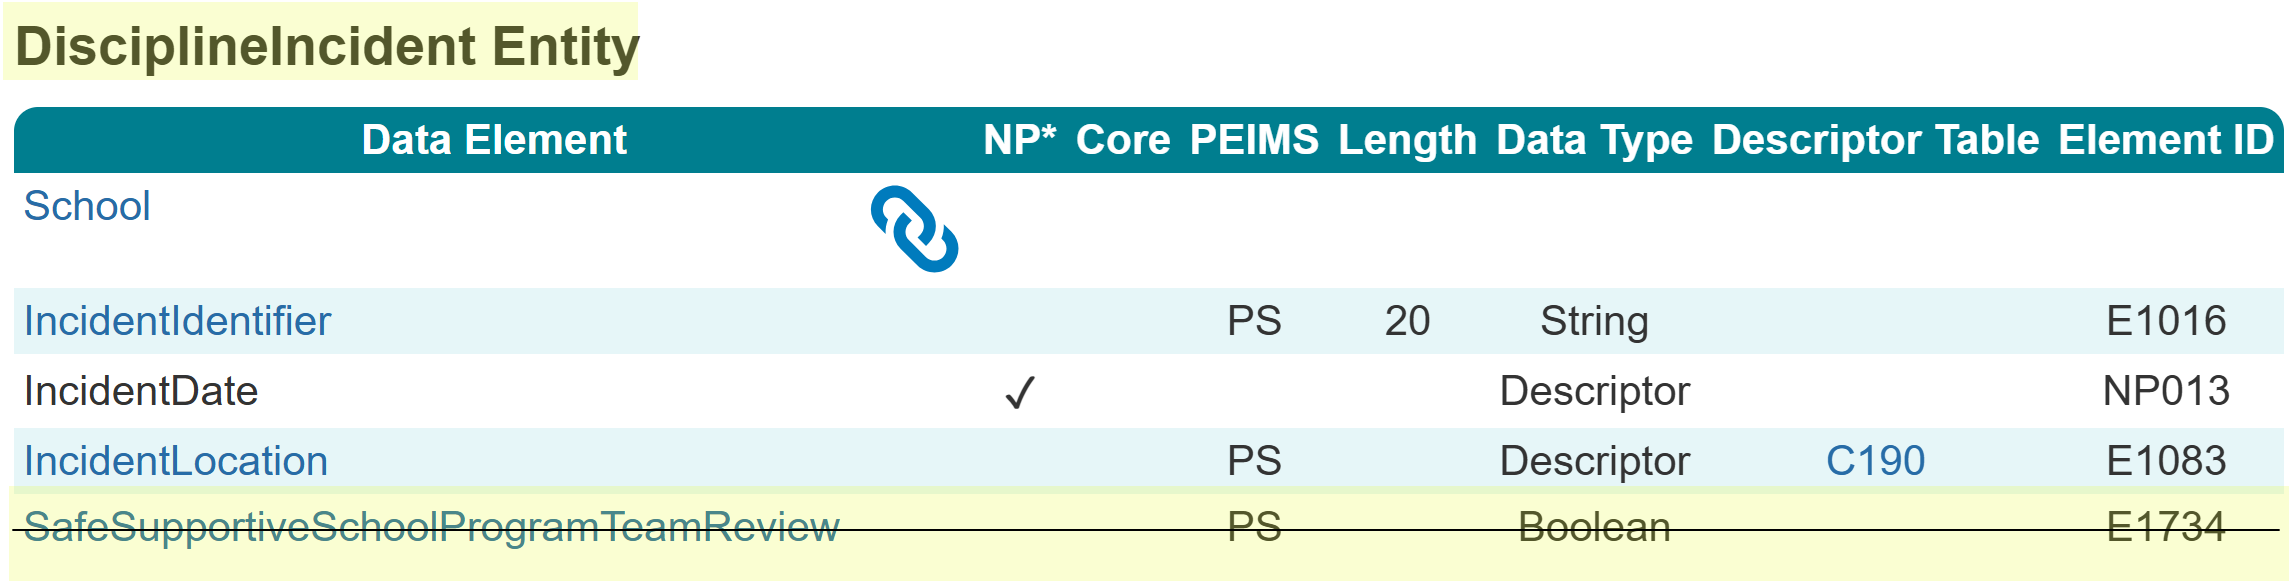 DisciplineIncident Entity
Data Element NP* Core PEIMS Length Data Type Descriptor Table Element ID
School
IncidentIdentifier PS 20 String E1016
IncidentDate ✓ Descriptor NP013
IncidentLocation PS Descriptor C190 E1083
SafeSupportiveSchoolProgramTeamReview PS Boolean E1734